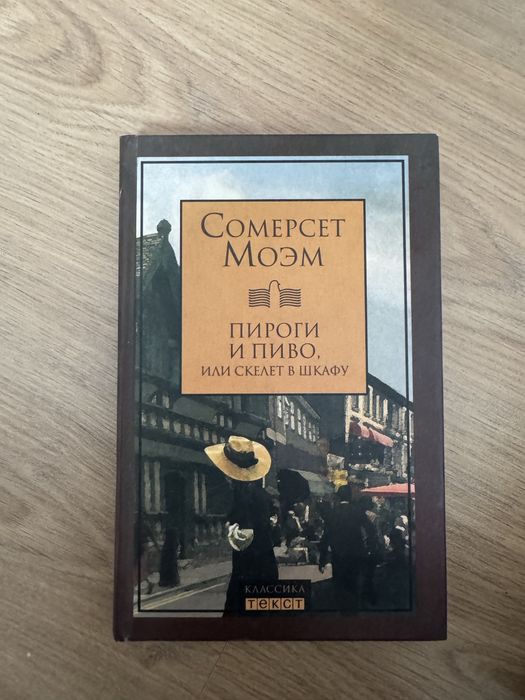 Сомерсет
Моэм
пироги
и пиво,
или скелет в шкафу
классика
текст